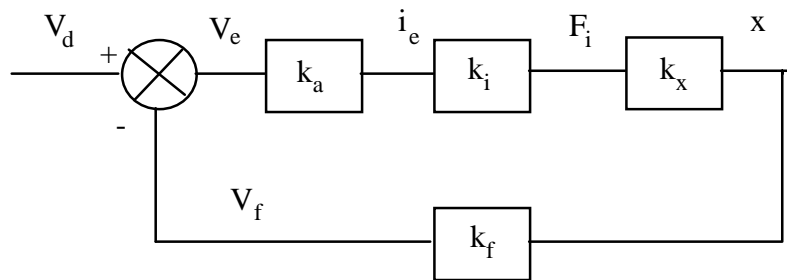 V_d + V_e i_e F_i x
k_a k_i k_x
-
V_f
k_f